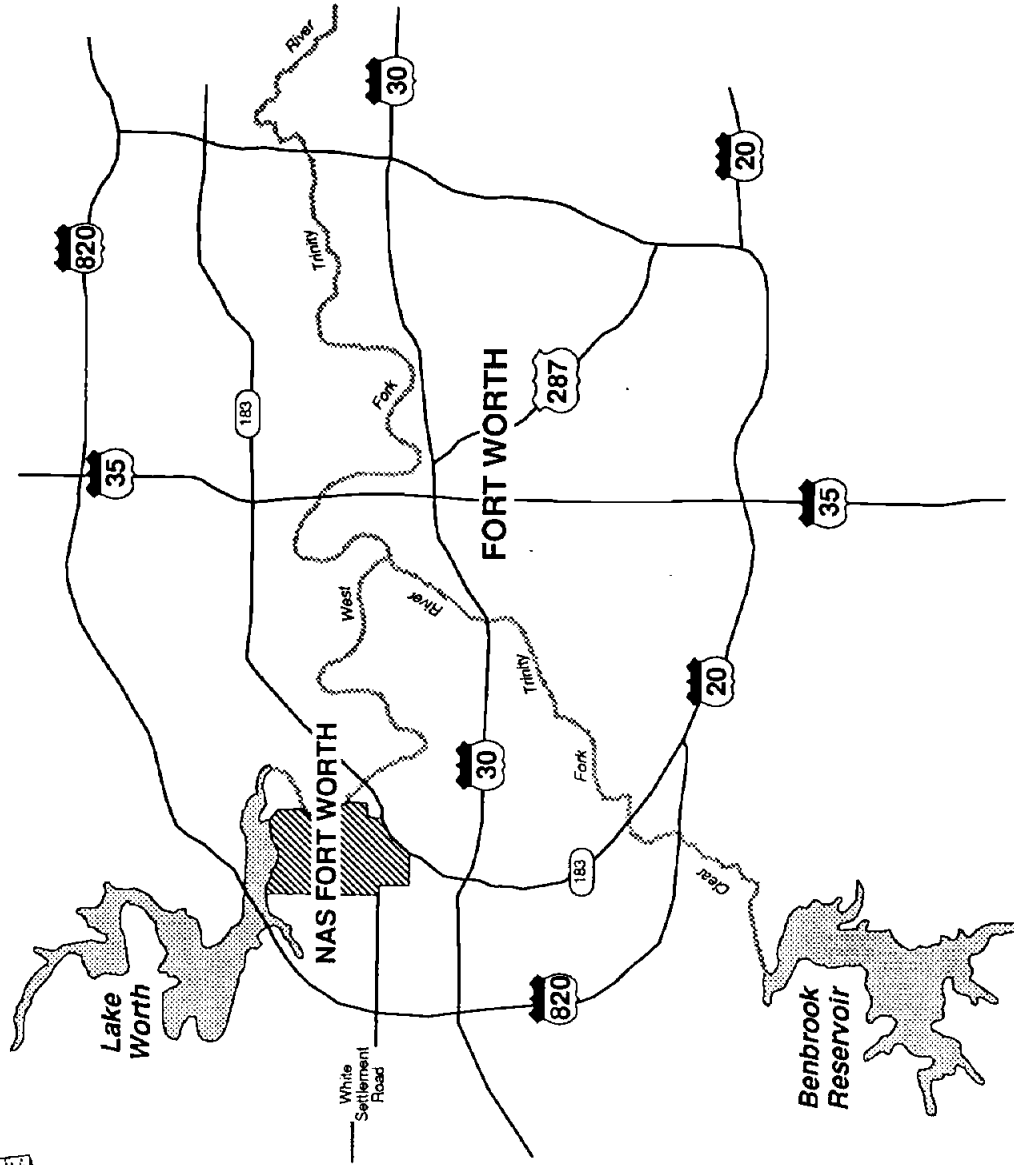 River
30
820
20
Trinity
183
Fork
287
FORT WORTH
35
35
West
River
Trinity
20
NAS FORT WORTH
30
Fork
183
Clear
Lake
Worth
820
White
Settlement
Road
Benbrook
Reservoir